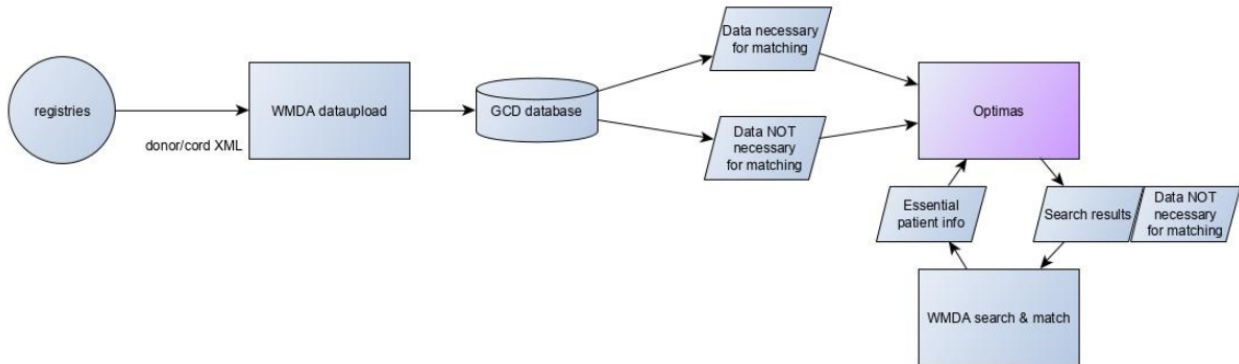 registries
donor/cord XML
WMDA dataupload
GCD database
Data necessary
for matching
Data NOT
necessary
for matching
Optimas
Essential
patient info
Search results
Data NOT
necessary
for matching
WMDA search & match